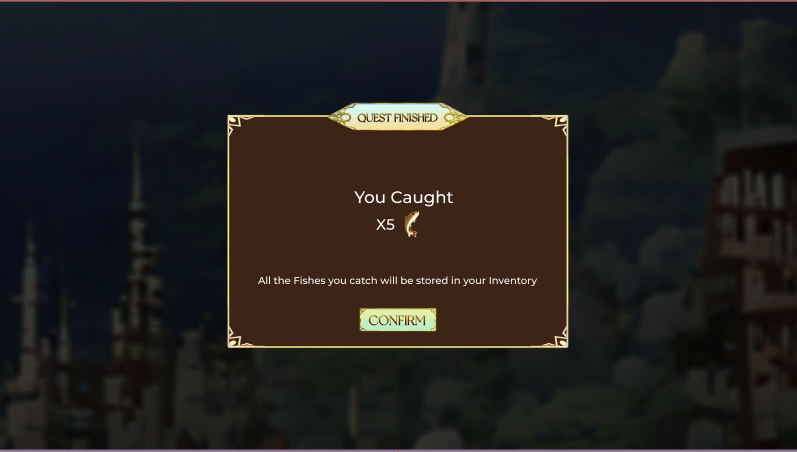 QUEST FINISHED
You Caught
X5
All the Fishes you catch will be stored in your Inventory
CONFIRM